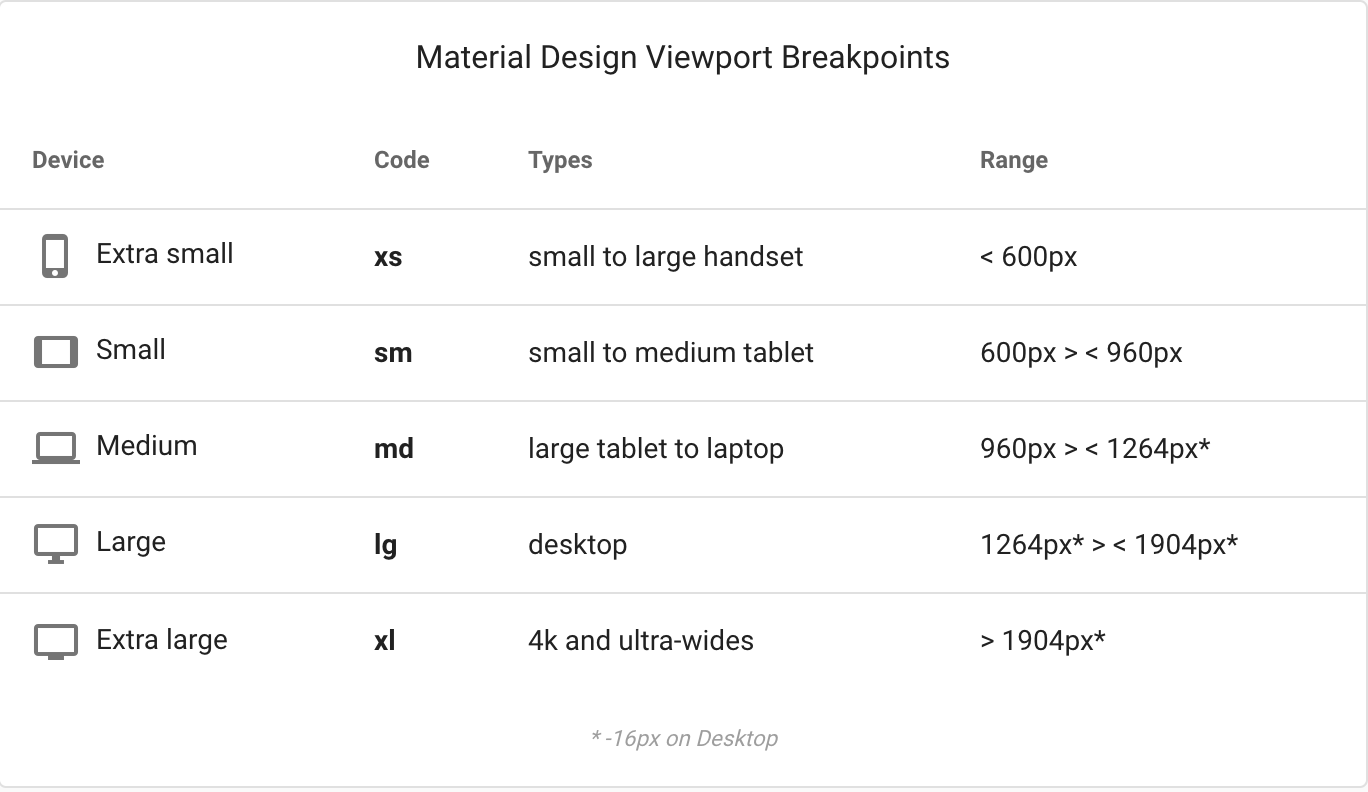 Material Design Viewport Breakpoints
Device Code Types Range
Extra small xs small to large handset < 600px
Small sm small to medium tablet 600px > < 960px
Medium md large tablet to laptop 960px > < 1264px*
Large lg desktop 1264px* > < 1904px*
Extra large xl 4k and ultra-wides > 1904px*
* -16px on Desktop